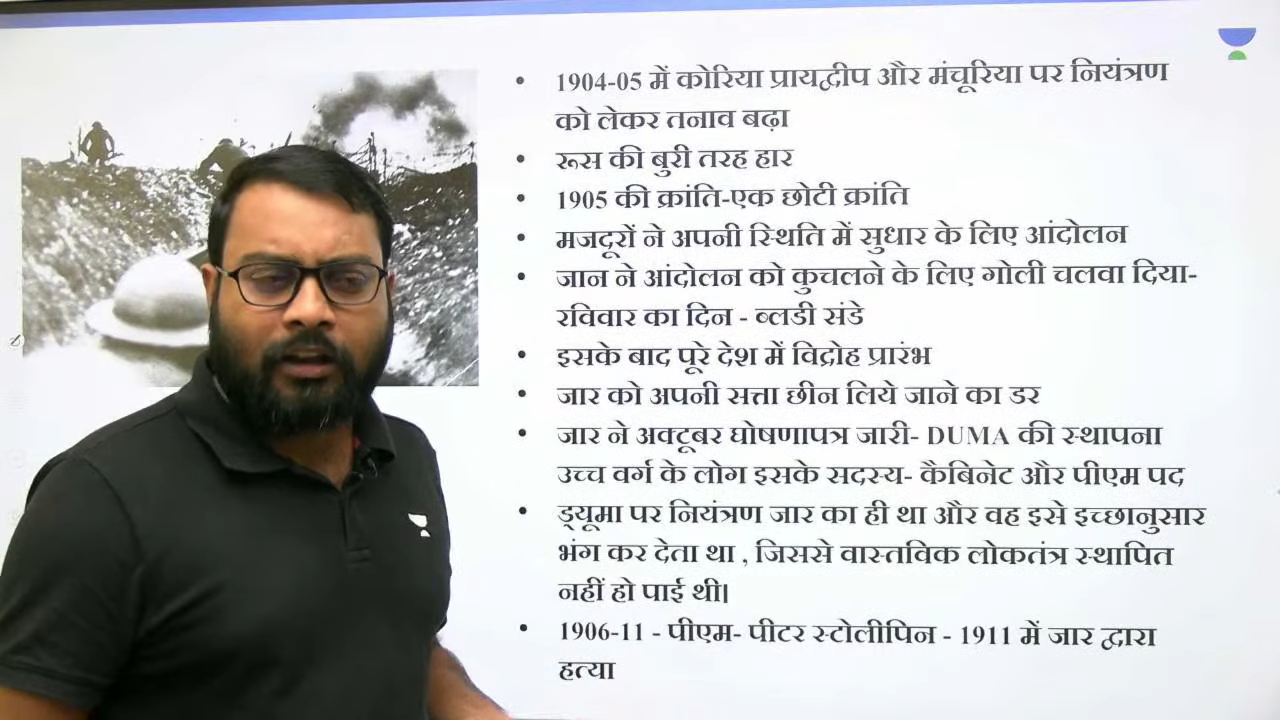 • 1904-05 में कोरिया प्रायद्वीप और मंचूरिया पर नियंत्रण
को लेकर तनाव बढ़ा
• रूस की बुरी तरह हार
• 1905 की क्रांति-एक छोटी क्रांति
• मजदूरों ने अपनी स्थिति में सुधार के लिए आंदोलन
• जान ने आंदोलन को कुचलने के लिए गोली चलवा दिया-
रविवार का दिन - ब्लडी संडे
• इसके बाद पूरे देश में विद्रोह प्रारंभ
• जार को अपनी सत्ता छीन लिये जाने का डर
• जार ने अक्टूबर घोषणापत्र जारी- DUMA की स्थापना
उच्च वर्ग के लोग इसके सदस्य- कैबिनेट और पीएम पद
• ड्यूमा पर नियंत्रण जार का ही था और वह इसे इच्छानुसार
भंग कर देता था , जिससे वास्तविक लोकतंत्र स्थापित
नहीं हो पाई थी।
• 1906-11 - पीएम- पीटर स्टोलीपिन - 1911 में जार द्वारा
हत्या